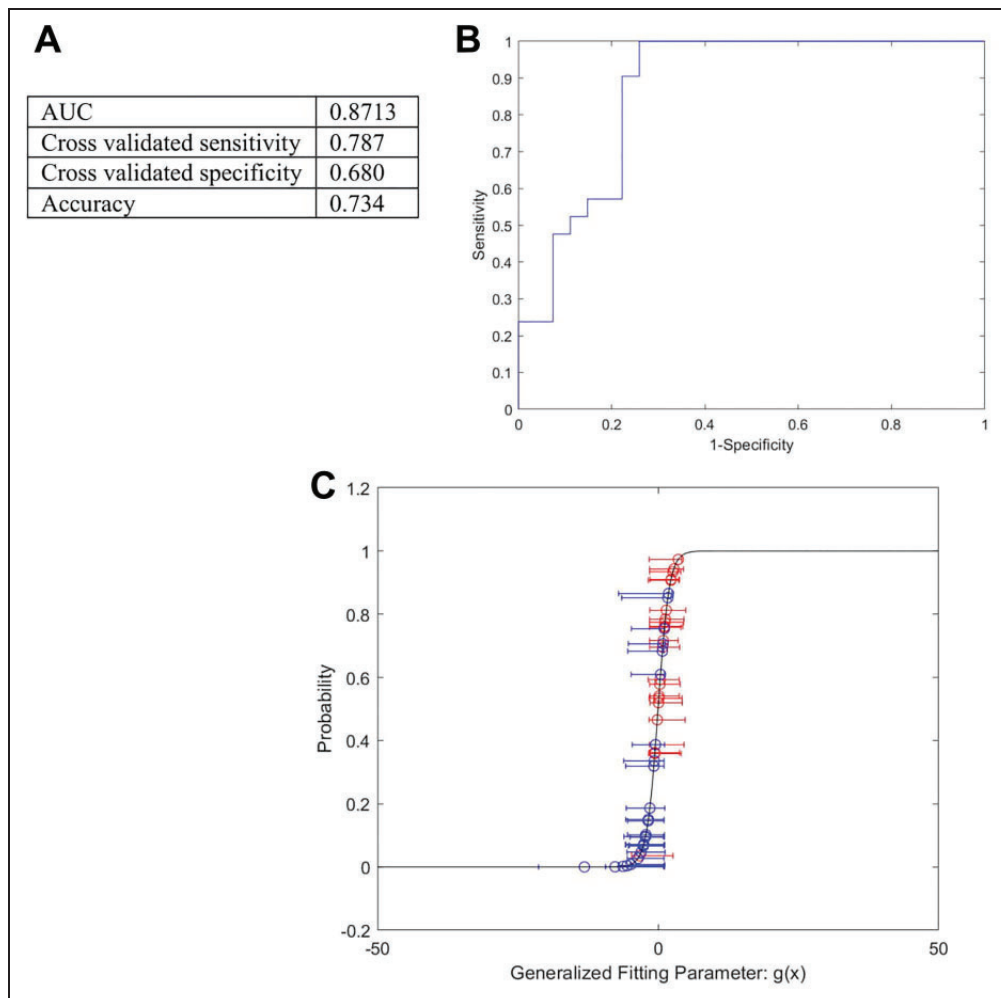 A
AUC 0.8713
Cross validated sensitivity 0.787
Cross validated specificity 0.680
Accuracy 0.734
B
1
0.9
0.8
0.7
0.6
0.5
0.4
0.3
0.2
0.1
0
Sensitivity
0 0.2 0.4 0.6 0.8 1
1-Specificity
C
1.2
1
0.8
0.6
0.4
0.2
0
-0.2
Probability
-50 0 50
Generalized Fitting Parameter: g(x)